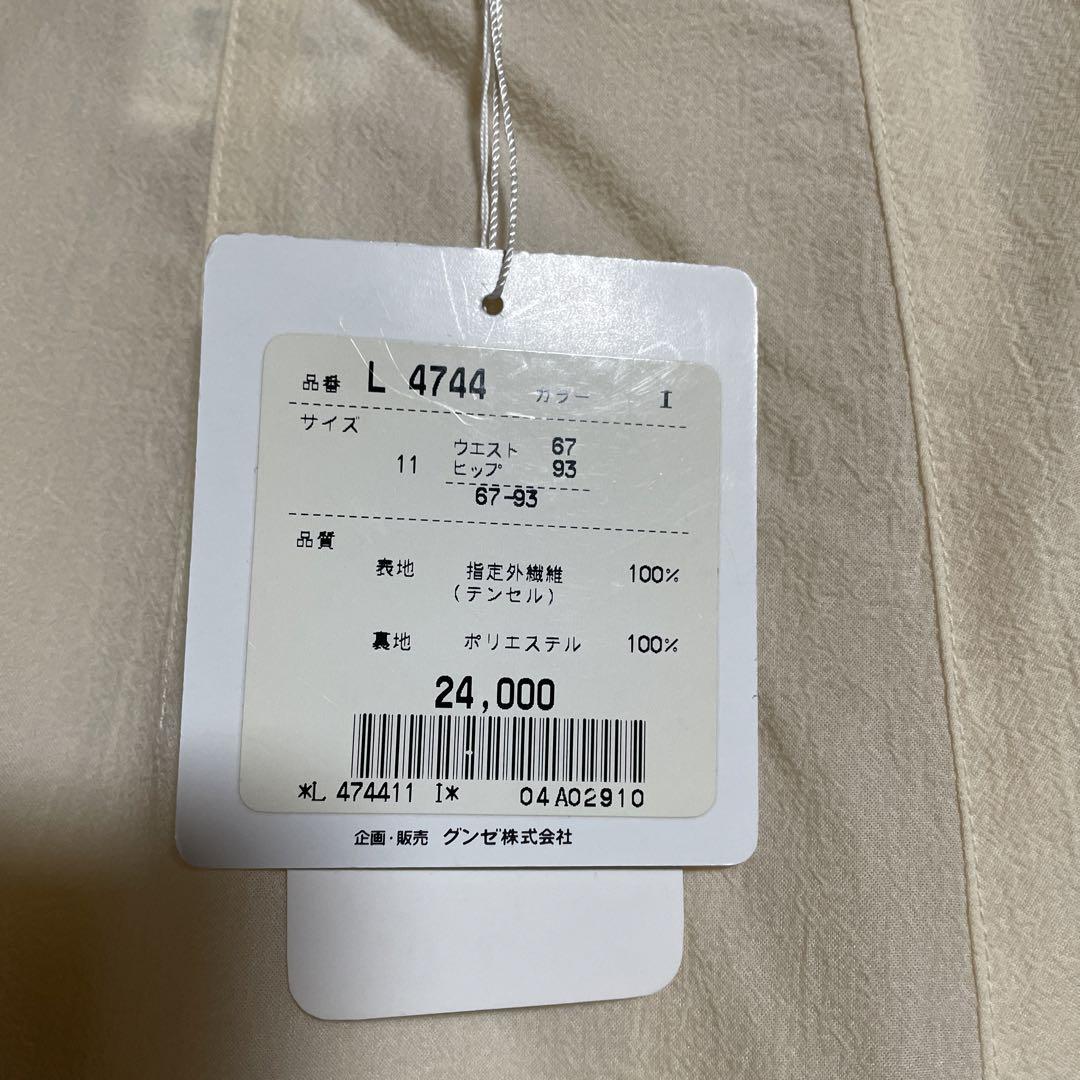 品番 L 4744 カラー I
サイズ
11 ウエスト 67
ヒップ 93
67-93
品質
表地 指定外繊維 100%
(テンセル)
裏地 ポリエステル 100%
24,000
*L 474411 I* 04A02910
企画・販売 グンゼ株式会社